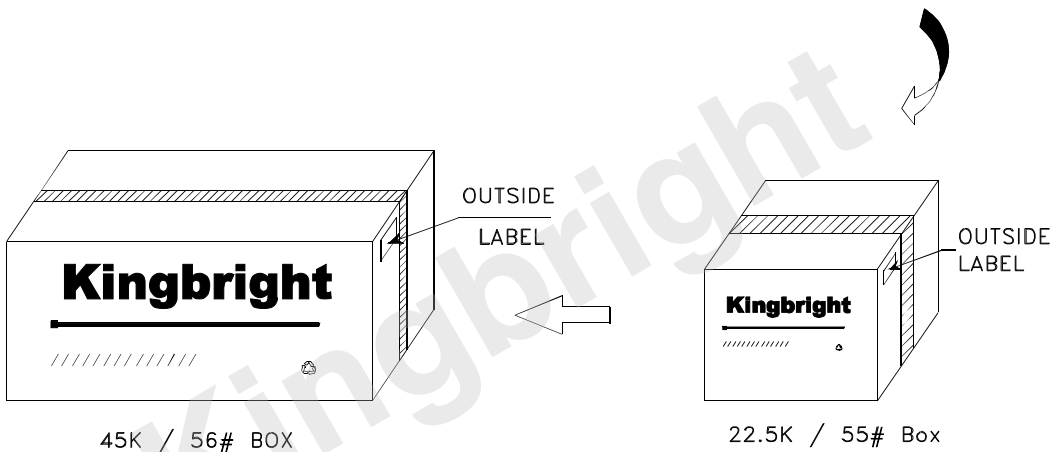 OUTSIDE
LABEL
Kingbright
45K / 56# BOX
OUTSIDE
LABEL
Kingbright
22.5K / 55# Box
Kingbright